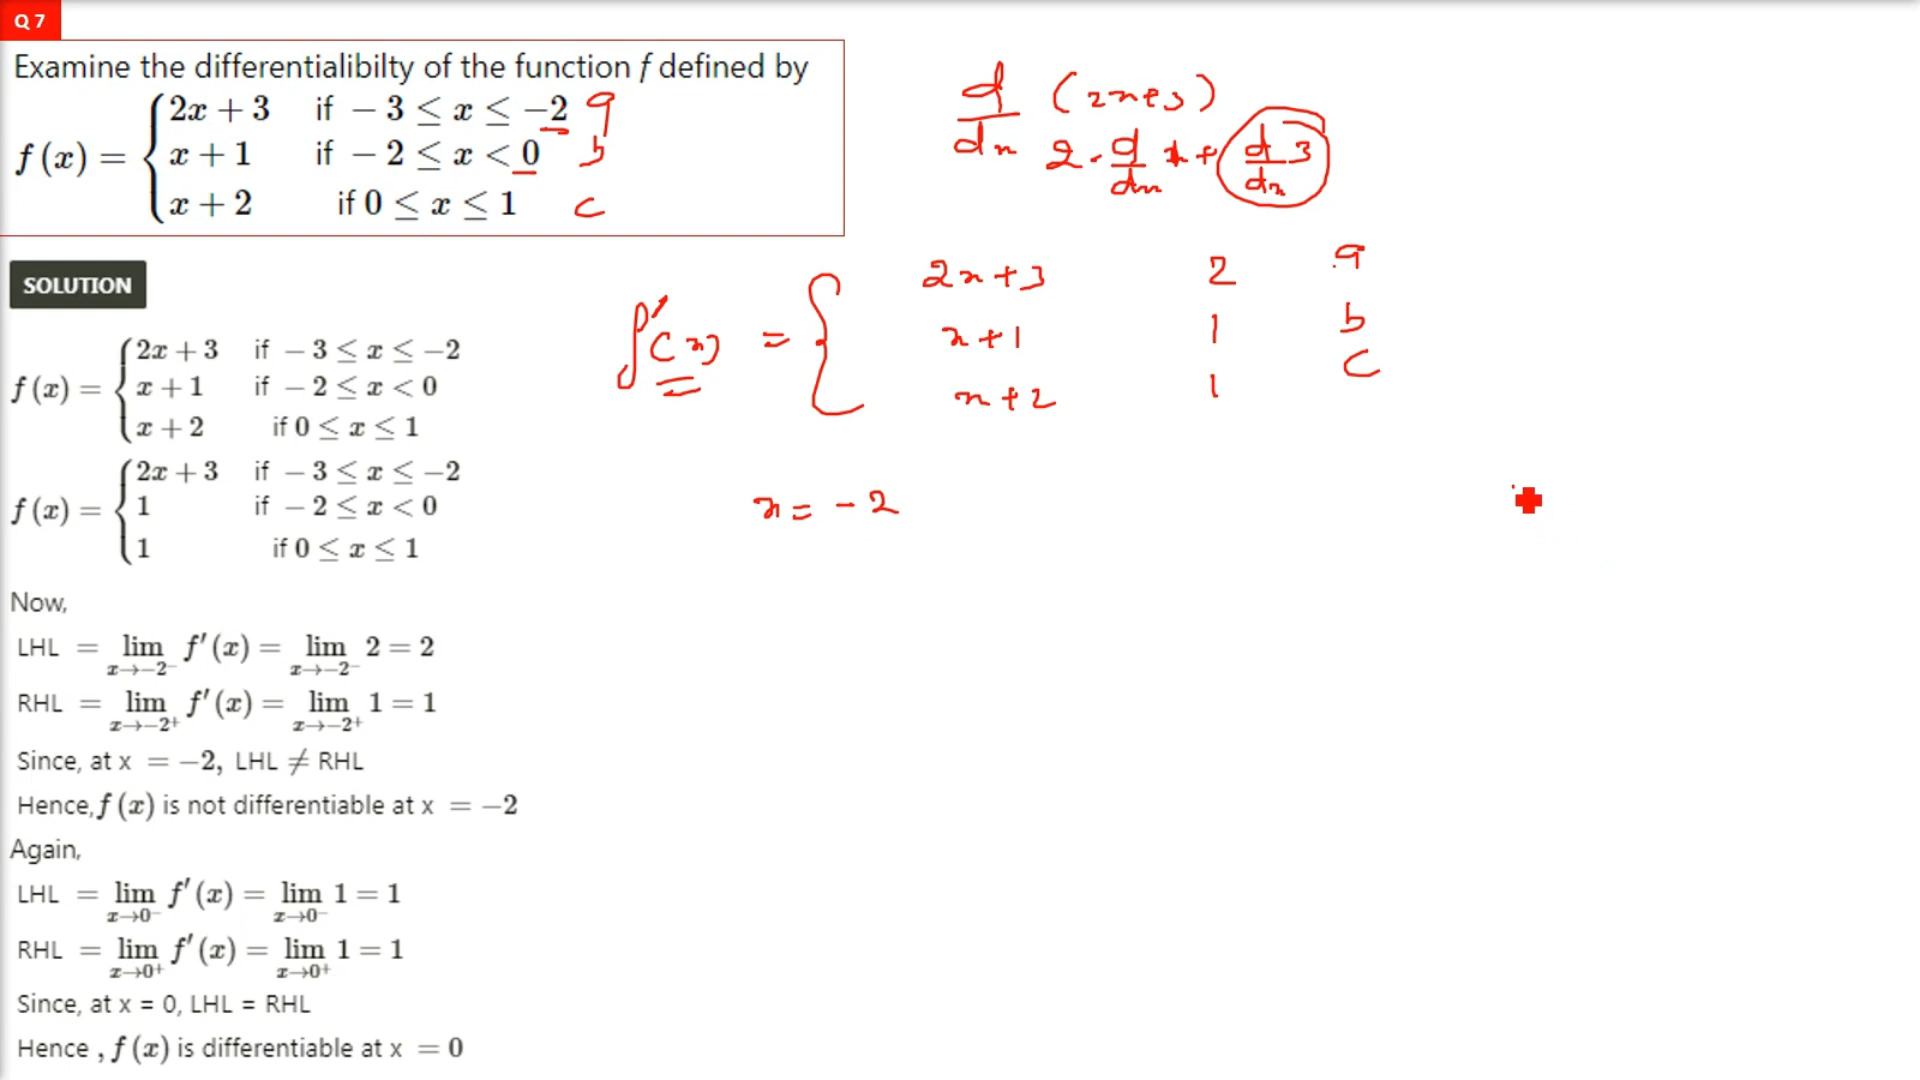 Q 7
Examine the differentialibilty of the function f defined by
f (x) = { 2x + 3 if − 3 ≤ x ≤ −2 a
x + 1 if − 2 ≤ x < 0 b
x + 2 if 0 ≤ x ≤ 1 c
SOLUTION
f (x) = { 2x + 3 if − 3 ≤ x ≤ −2
x + 1 if − 2 ≤ x < 0
x + 2 if 0 ≤ x ≤ 1
f (x) = { 2x + 3 if − 3 ≤ x ≤ −2
1 if − 2 ≤ x < 0
1 if 0 ≤ x ≤ 1
Now,
LHL = lim x→−2⁻ f′ (x) = lim x→−2⁻ 2 = 2
RHL = lim x→−2⁺ f′ (x) = lim x→−2⁺ 1 = 1
Since, at x = −2, LHL ≠ RHL
Hence, f (x) is not differentiable at x = −2
Again,
LHL = lim x→0⁻ f′ (x) = lim x→0⁻ 1 = 1
RHL = lim x→0⁺ f′ (x) = lim x→0⁺ 1 = 1
Since, at x = 0, LHL = RHL
Hence , f (x) is differentiable at x = 0
d/dx (2x+3)
2 · d/dx x + d/dx 3
f′(x) = { 2x+3 2 a
x+1 1 b
x+2 1 c
x = -2